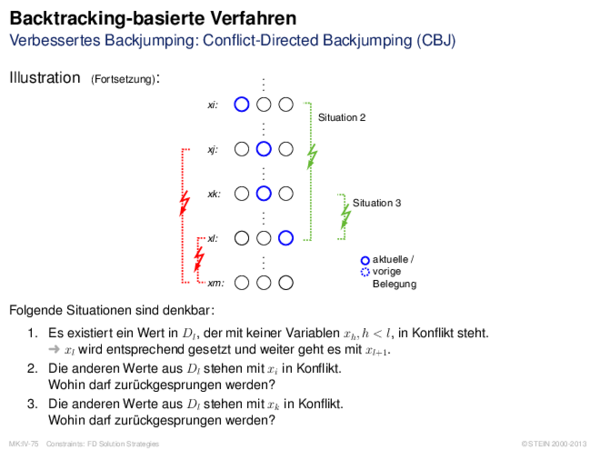 Backtracking-basierte Verfahren
Verbessertes Backjumping: Conflict-Directed Backjumping (CBJ)
Illustration (Fortsetzung):
xi:
Situation 2
xj:
xk:
Situation 3
xl:
aktuelle /
vorige
Belegung
xm:
Folgende Situationen sind denkbar:
1. Es existiert ein Wert in D_l, der mit keiner Variablen x_h, h < l, in Konflikt steht.
➜ x_l wird entsprechend gesetzt und weiter geht es mit x_{l+1}.
2. Die anderen Werte aus D_l stehen mit x_i in Konflikt.
Wohin darf zurückgesprungen werden?
3. Die anderen Werte aus D_l stehen mit x_k in Konflikt.
Wohin darf zurückgesprungen werden?
MK:IV-75 Constraints: FD Solution Strategies © STEIN 2000-2013